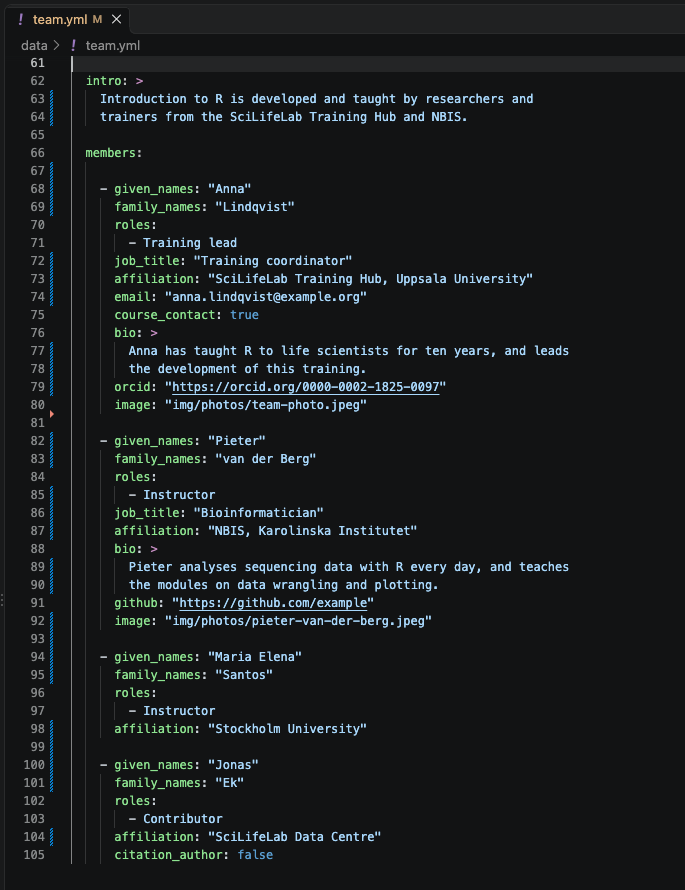 ! team.yml M ×
data > ! team.yml
61
62 intro: >
63 Introduction to R is developed and taught by researchers and
64 trainers from the SciLifeLab Training Hub and NBIS.
65
66 members:
67
68 - given_names: "Anna"
69 family_names: "Lindqvist"
70 roles:
71 - Training lead
72 job_title: "Training coordinator"
73 affiliation: "SciLifeLab Training Hub, Uppsala University"
74 email: "anna.lindqvist@example.org"
75 course_contact: true
76 bio: >
77 Anna has taught R to life scientists for ten years, and leads
78 the development of this training.
79 orcid: "https://orcid.org/0000-0002-1825-0097"
80 image: "img/photos/team-photo.jpeg"
81
82 - given_names: "Pieter"
83 family_names: "van der Berg"
84 roles:
85 - Instructor
86 job_title: "Bioinformatician"
87 affiliation: "NBIS, Karolinska Institutet"
88 bio: >
89 Pieter analyses sequencing data with R every day, and teaches
90 the modules on data wrangling and plotting.
91 github: "https://github.com/example"
92 image: "img/photos/pieter-van-der-berg.jpeg"
93
94 - given_names: "Maria Elena"
95 family_names: "Santos"
96 roles:
97 - Instructor
98 affiliation: "Stockholm University"
99
100 - given_names: "Jonas"
101 family_names: "Ek"
102 roles:
103 - Contributor
104 affiliation: "SciLifeLab Data Centre"
105 citation_author: false